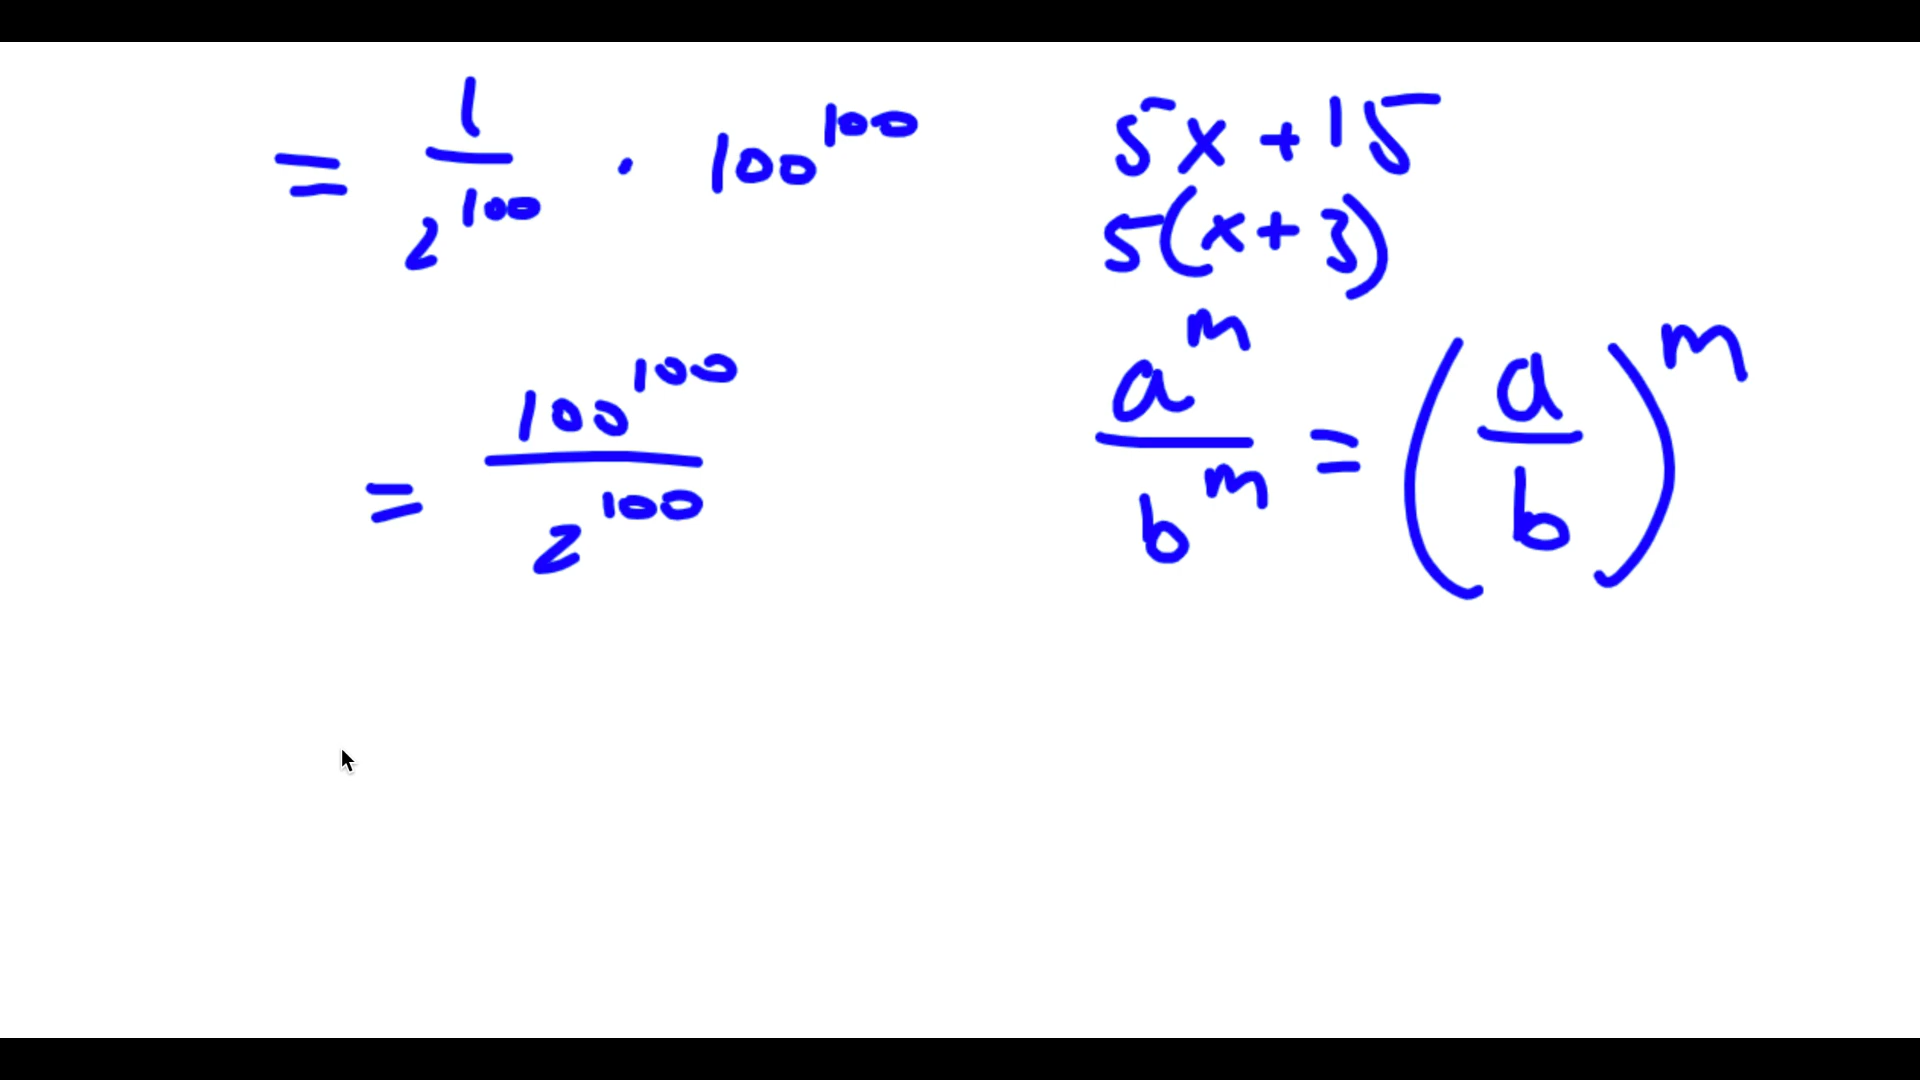 = 1/2^100 · 100^100
= 100^100/2^100
5x + 15
5(x + 3)
a^m/b^m = (a/b)^m